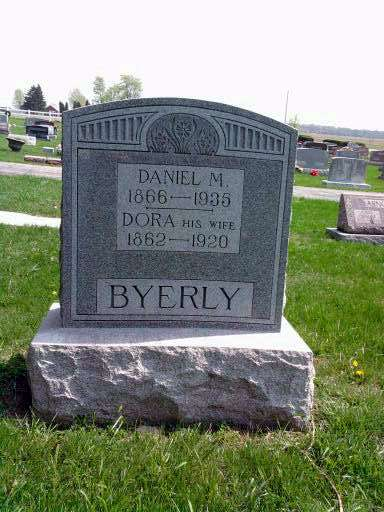 DANIEL M.
1866—1935
DORA HIS WIFE
1862—1920
BYERLY